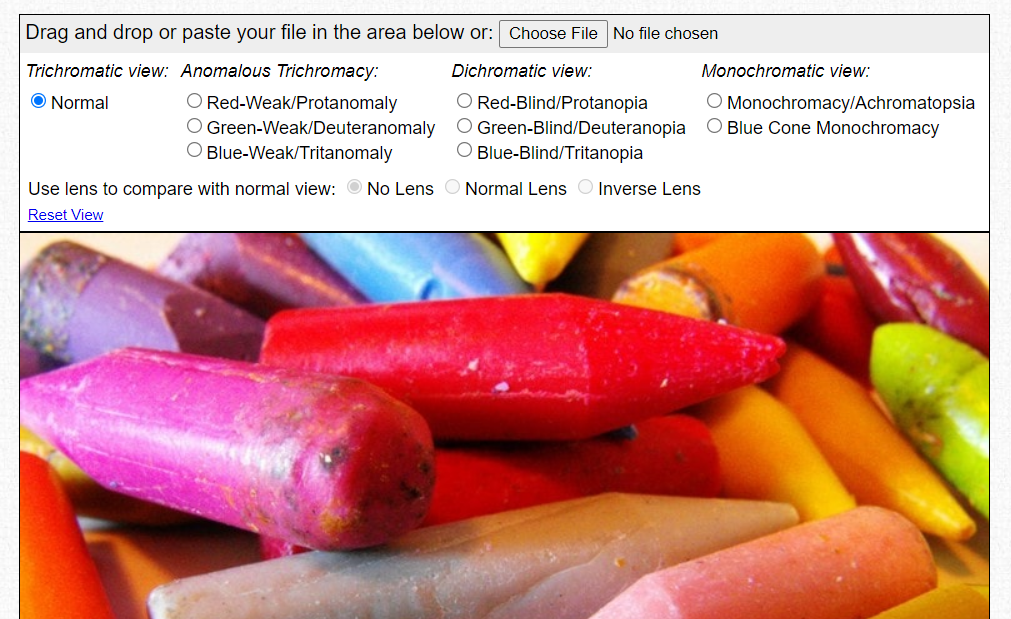 Drag and drop or paste your file in the area below or: Choose File No file chosen
Trichromatic view: Anomalous Trichromacy: Dichromatic view: Monochromatic view:
Normal Red-Weak/Protanomaly Red-Blind/Protanopia Monochromacy/Achromatopsia
Green-Weak/Deuteranomaly Green-Blind/Deuteranopia Blue Cone Monochromacy
Blue-Weak/Tritanomaly Blue-Blind/Tritanopia
Use lens to compare with normal view: No Lens Normal Lens Inverse Lens
Reset View